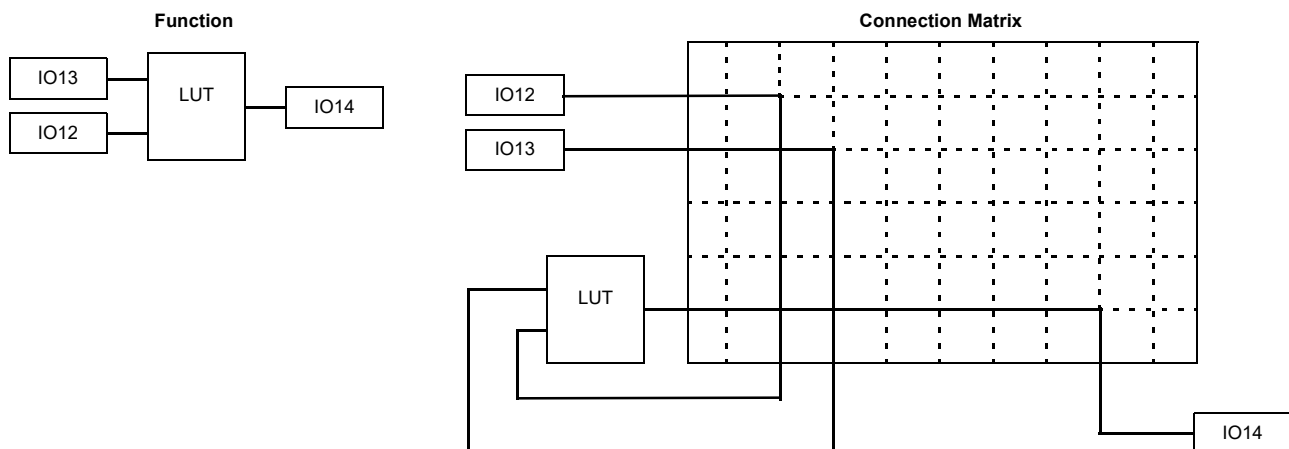 Function
IO13
IO12
LUT
IO14
Connection Matrix
IO12
IO13
LUT
IO14